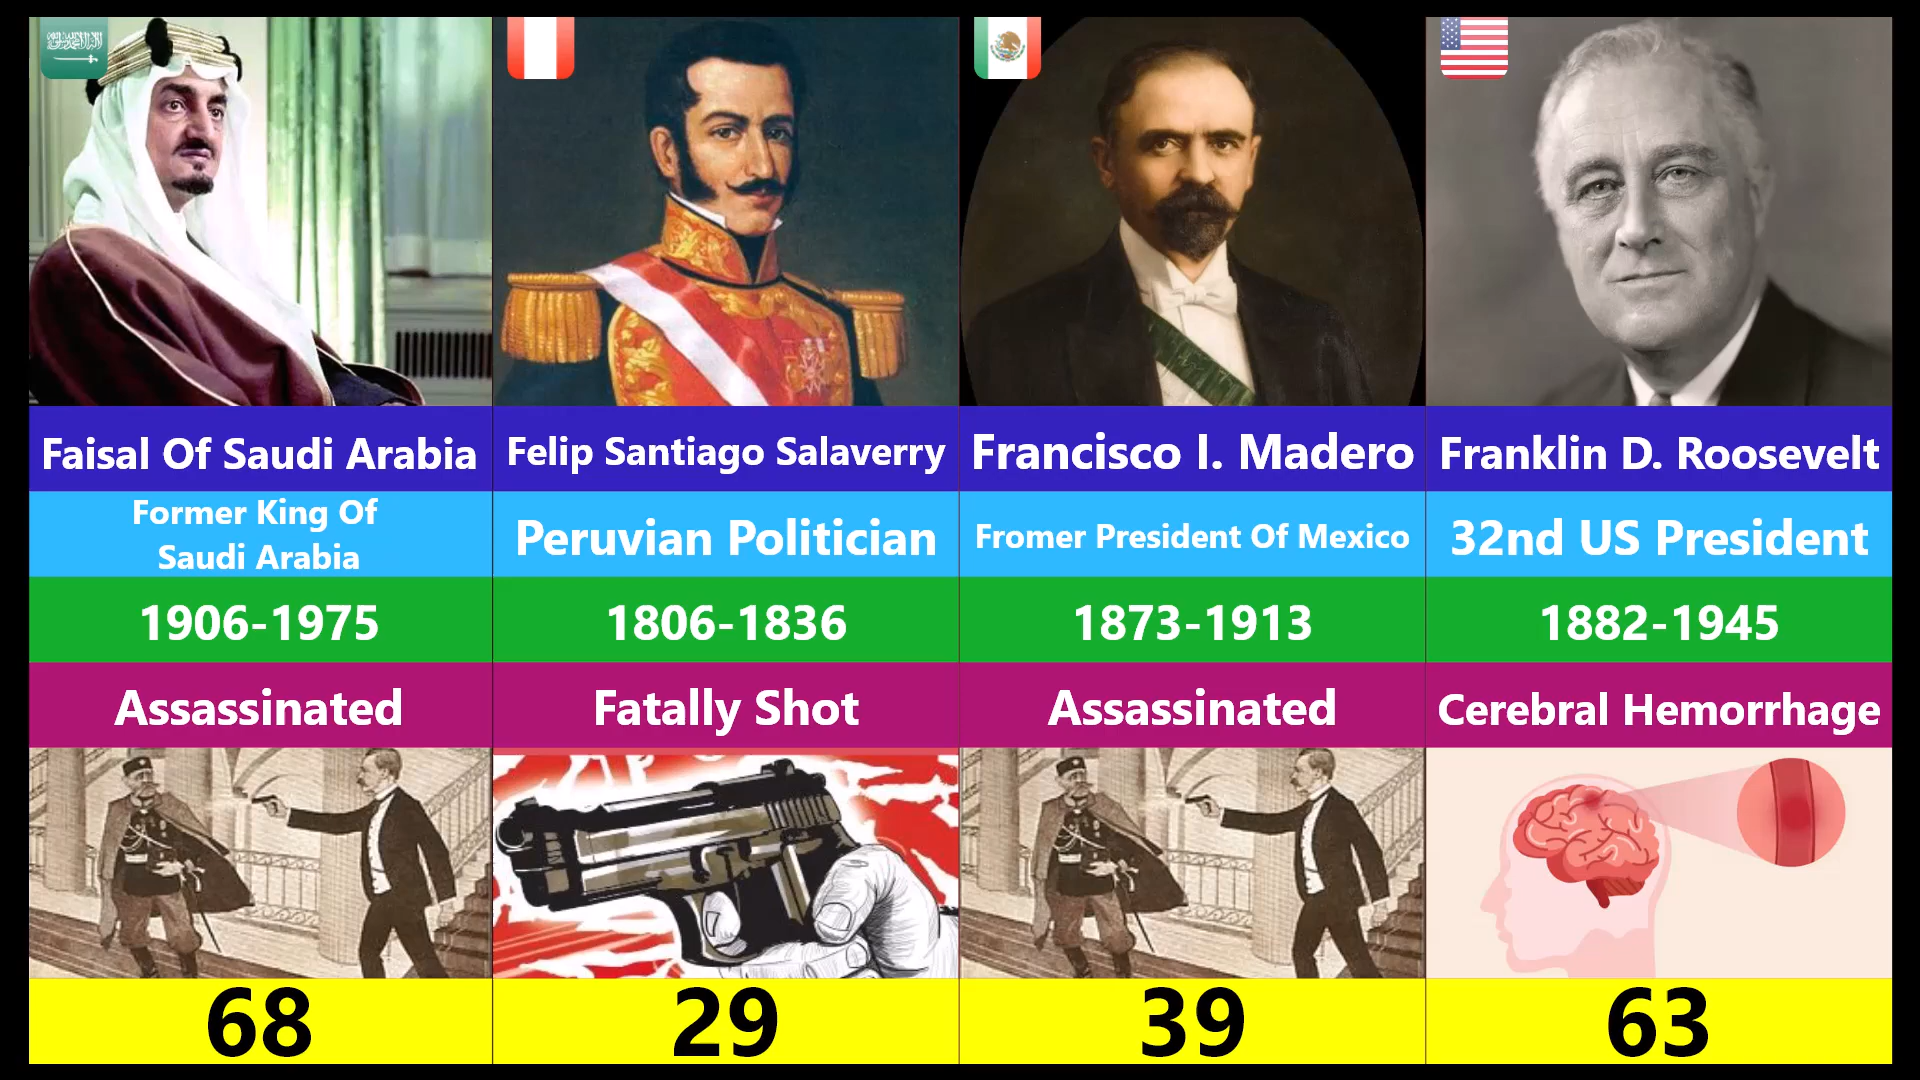 Faisal Of Saudi Arabia
Former King Of
Saudi Arabia
1906-1975
Assassinated
68
Felip Santiago Salaverry
Peruvian Politician
1806-1836
Fatally Shot
29
Francisco I. Madero
Fromer President Of Mexico
1873-1913
Assassinated
39
Franklin D. Roosevelt
32nd US President
1882-1945
Cerebral Hemorrhage
63